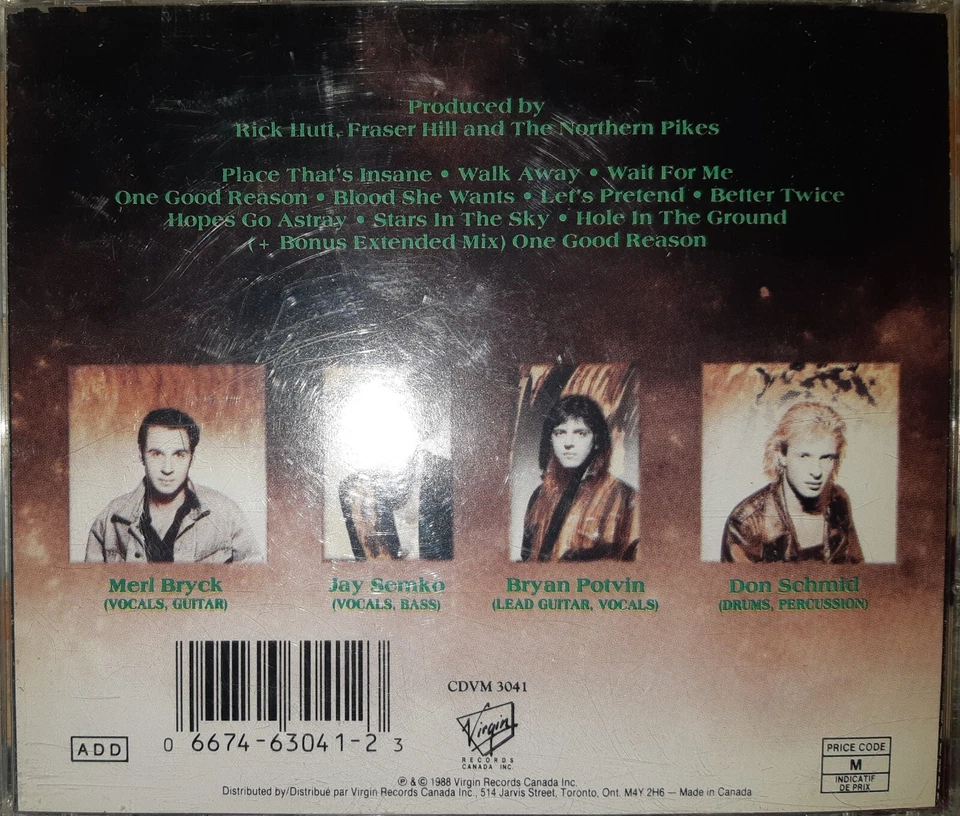 Produced by
Rick Hutt, Fraser Hill and The Northern Pikes
Place That's Insane • Walk Away • Wait For Me
One Good Reason • Blood She Wants • Let's Pretend • Better Twice
Hopes Go Astray • Stars In The Sky • Hole In The Ground
(+ Bonus Extended Mix) One Good Reason
Merl Bryck
(VOCALS, GUITAR)
Jay Semko
(VOCALS, BASS)
Bryan Potvin
(LEAD GUITAR, VOCALS)
Don Schmid
(DRUMS, PERCUSSION)
ADD
0 6674-63041-2 3
CDVM 3041
Virgin
RECORDS
CANADA INC.
PRICE CODE
M
INDICATIF
DE PRIX
℗ & © 1988 Virgin Records Canada Inc.
Distributed by/Distribué par Virgin Records Canada Inc., 514 Jarvis Street, Toronto, Ont. M4Y 2H6 — Made in Canada